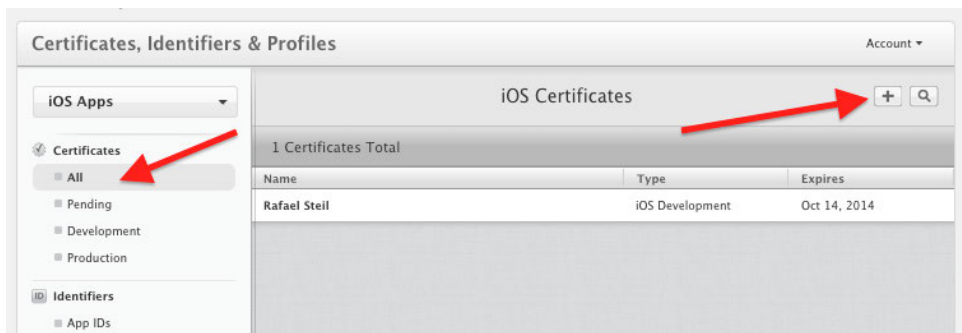 Certificates, Identifiers & Profiles
Account
iOS Apps
iOS Certificates
Certificates
1 Certificates Total
All
Name Type Expires
Pending
Rafael Steil iOS Development Oct 14, 2014
Development
Production
ID Identifiers
App IDs